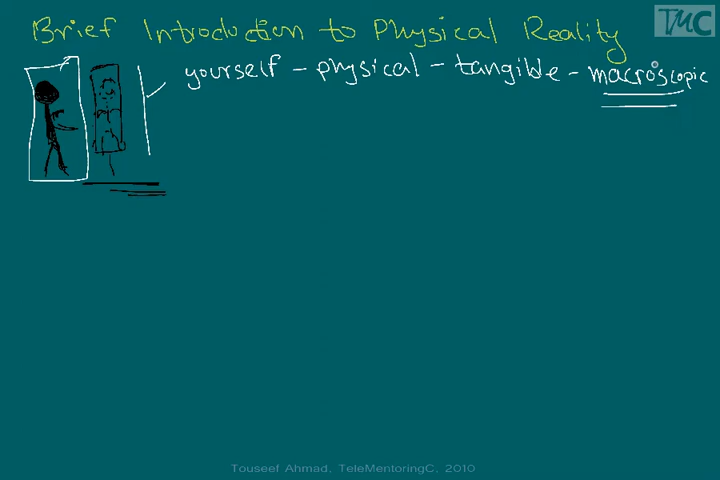 TMC
Brief Introduction to Physical Reality
yourself - physical - tangible - macroscopic
Touseef Ahmad, TeleMentoringC, 2010